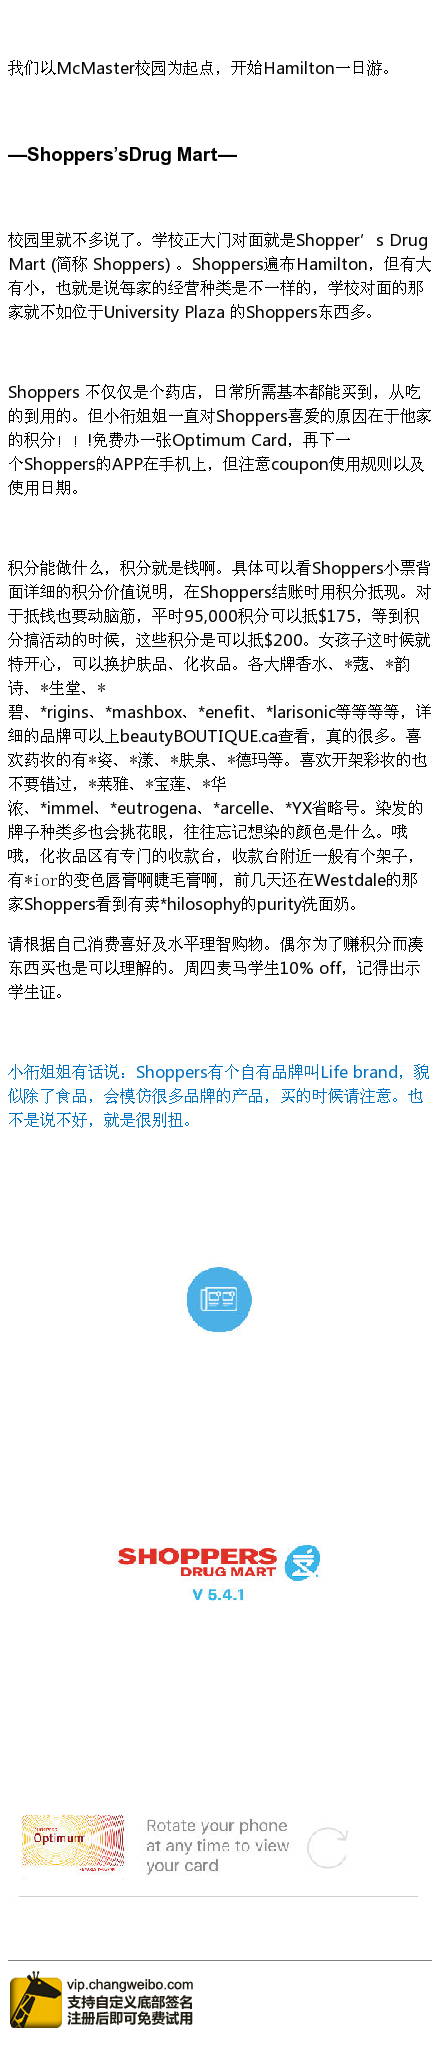 我们以McMaster校园为起点，开始Hamilton一日游。
—Shoppers’sDrug Mart—
校园里就不多说了。学校正大门对面就是Shopper’s Drug
Mart (简称 Shoppers) 。Shoppers遍布Hamilton，但有大
有小，也就是说每家的经营种类是不一样的，学校对面的那
家就不如位于University Plaza 的Shoppers东西多。
Shoppers 不仅仅是个药店，日常所需基本都能买到，从吃
的到用的。但小衔姐姐一直对Shoppers喜爱的原因在于他家
的积分！！!免费办一张Optimum Card，再下一
个Shoppers的APP在手机上，但注意coupon使用规则以及
使用日期。
积分能做什么，积分就是钱啊。具体可以看Shoppers小票背
面详细的积分价值说明，在Shoppers结账时用积分抵现。对
于抵钱也要动脑筋，平时95,000积分可以抵$175，等到积
分搞活动的时候，这些积分是可以抵$200。女孩子这时候就
特开心，可以换护肤品、化妆品。各大牌香水、*蔻、*韵
诗、*生堂、*
碧、*rigins、*mashbox、*enefit、*larisonic等等等等，详
细的品牌可以上beautyBOUTIQUE.ca查看，真的很多。喜
欢药妆的有*姿、*漾、*肤泉、*德玛等。喜欢开架彩妆的也
不要错过，*莱雅、*宝莲、*华
浓、*immel、*eutrogena、*arcelle、*YX省略号。染发的
牌子种类多也会挑花眼，往往忘记想染的颜色是什么。哦
哦，化妆品区有专门的收款台，收款台附近一般有个架子，
有*ior的变色唇膏啊睫毛膏啊，前几天还在Westdale的那
家Shoppers看到有卖*hilosophy的purity洗面奶。
请根据自己消费喜好及水平理智购物。偶尔为了赚积分而凑
东西买也是可以理解的。周四麦马学生10% off，记得出示
学生证。
小衔姐姐有话说：Shoppers有个自有品牌叫Life brand，貌
似除了食品，会模仿很多品牌的产品，买的时候请注意。也
不是说不好，就是很别扭。
SHOPPERS
DRUG MART
V 5.4.1
Optimum
Rotate your phone
at any time to view
your card
vip.changweibo.com
支持自定义底部签名
注册后即可免费试用